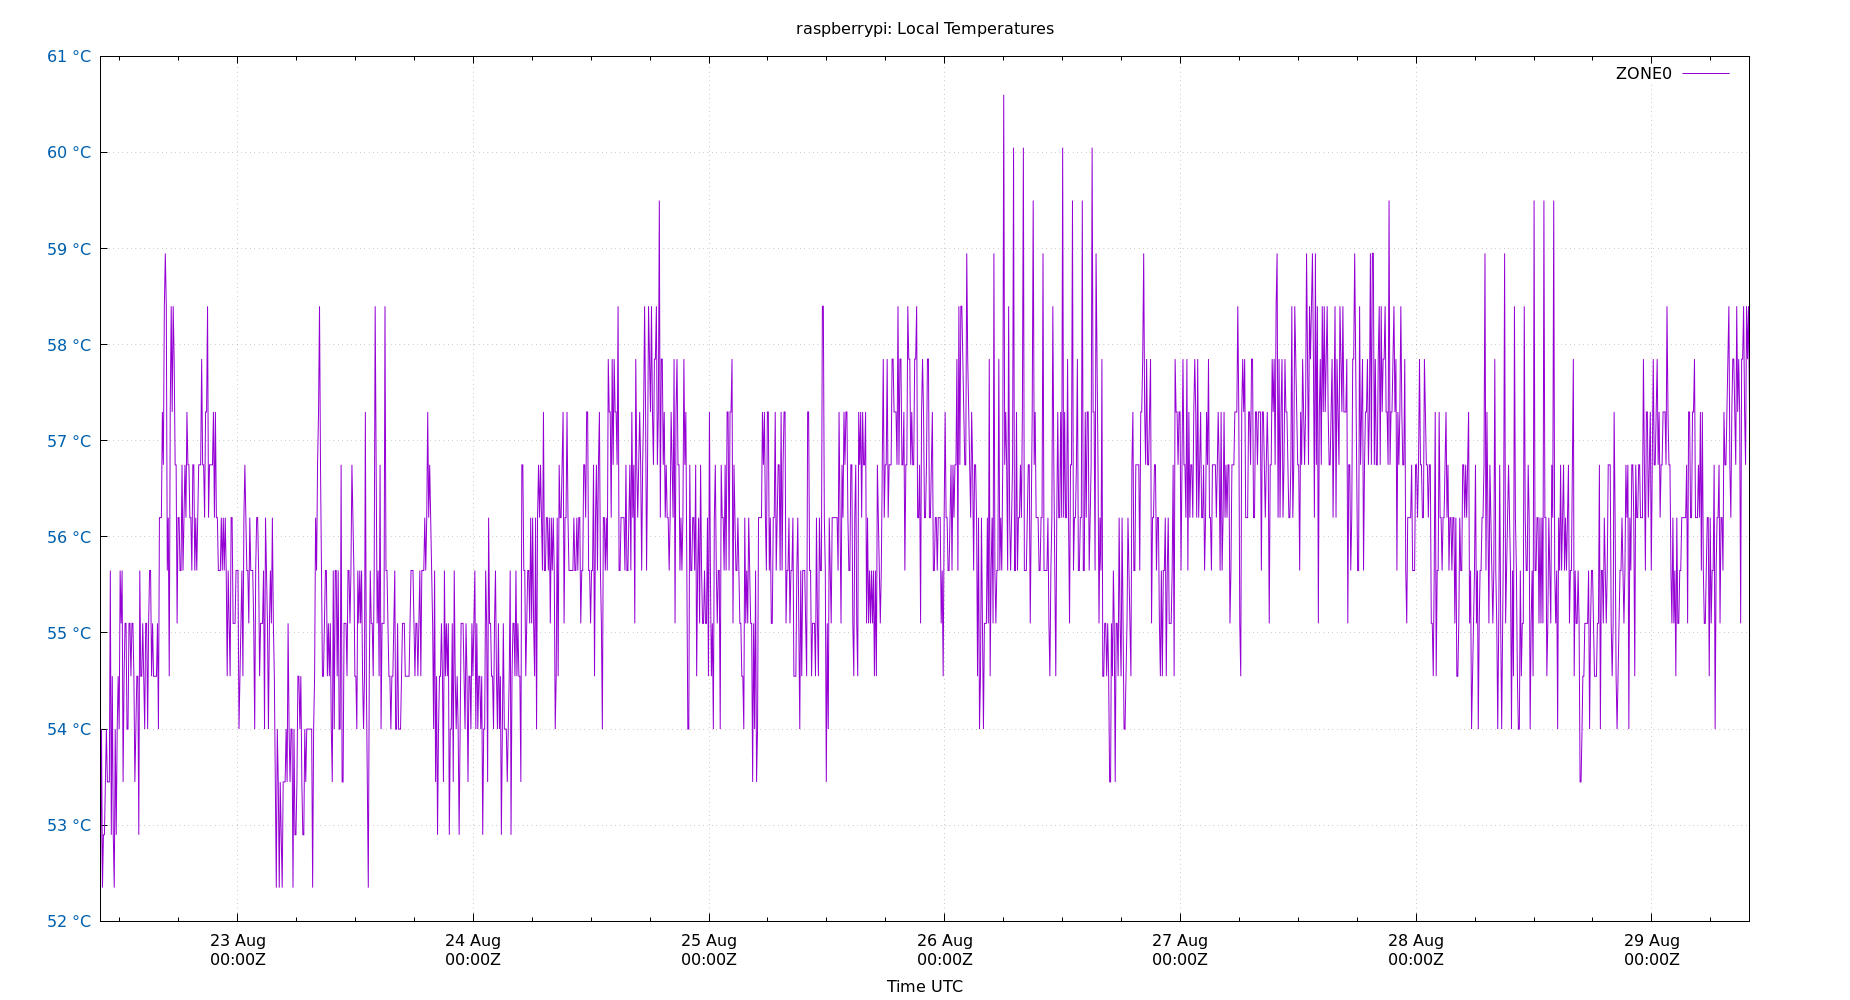 raspberrypi: Local Temperatures
61 °C
ZONE0
60 °C
59 °C
58 °C
57 °C
56 °C
55 °C
54 °C
53 °C
52 °C
23 Aug 24 Aug 25 Aug 26 Aug 27 Aug 28 Aug 29 Aug
00:00Z 00:00Z 00:00Z 00:00Z 00:00Z 00:00Z 00:00Z
Time UTC